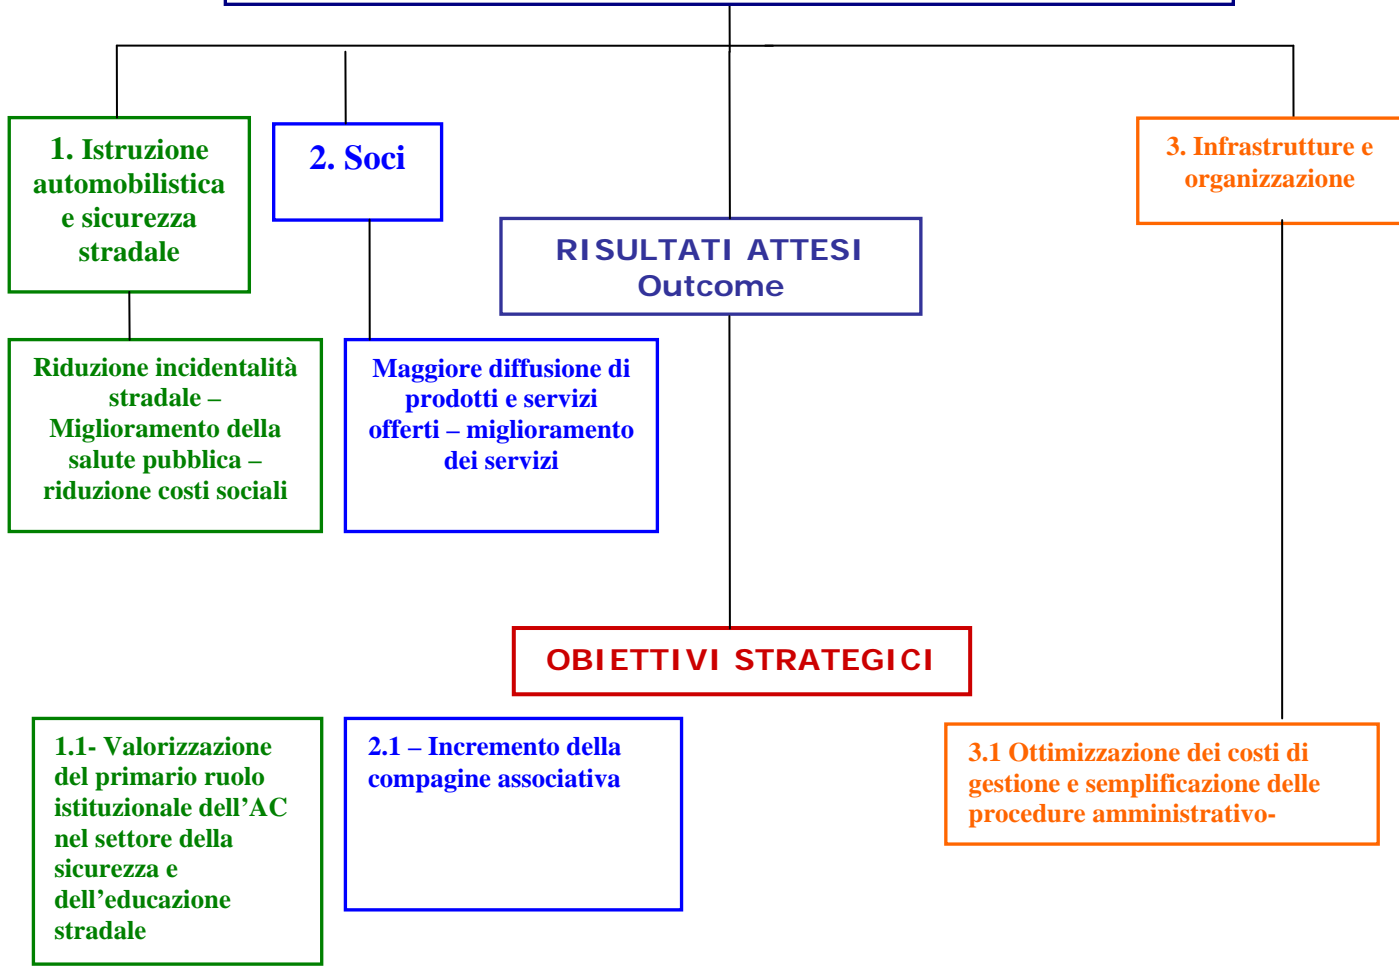 1. Istruzione
automobilistica
e sicurezza
stradale
2. Soci
3. Infrastrutture e
organizzazione
RISULTATI ATTESI
Outcome
Riduzione incidentalità
stradale –
Miglioramento della
salute pubblica –
riduzione costi sociali
Maggiore diffusione di
prodotti e servizi
offerti – miglioramento
dei servizi
OBIETTIVI STRATEGICI
1.1- Valorizzazione
del primario ruolo
istituzionale dell’AC
nel settore della
sicurezza e
dell’educazione
stradale
2.1 – Incremento della
compagine associativa
3.1 Ottimizzazione dei costi di
gestione e semplificazione delle
procedure amministrativo-